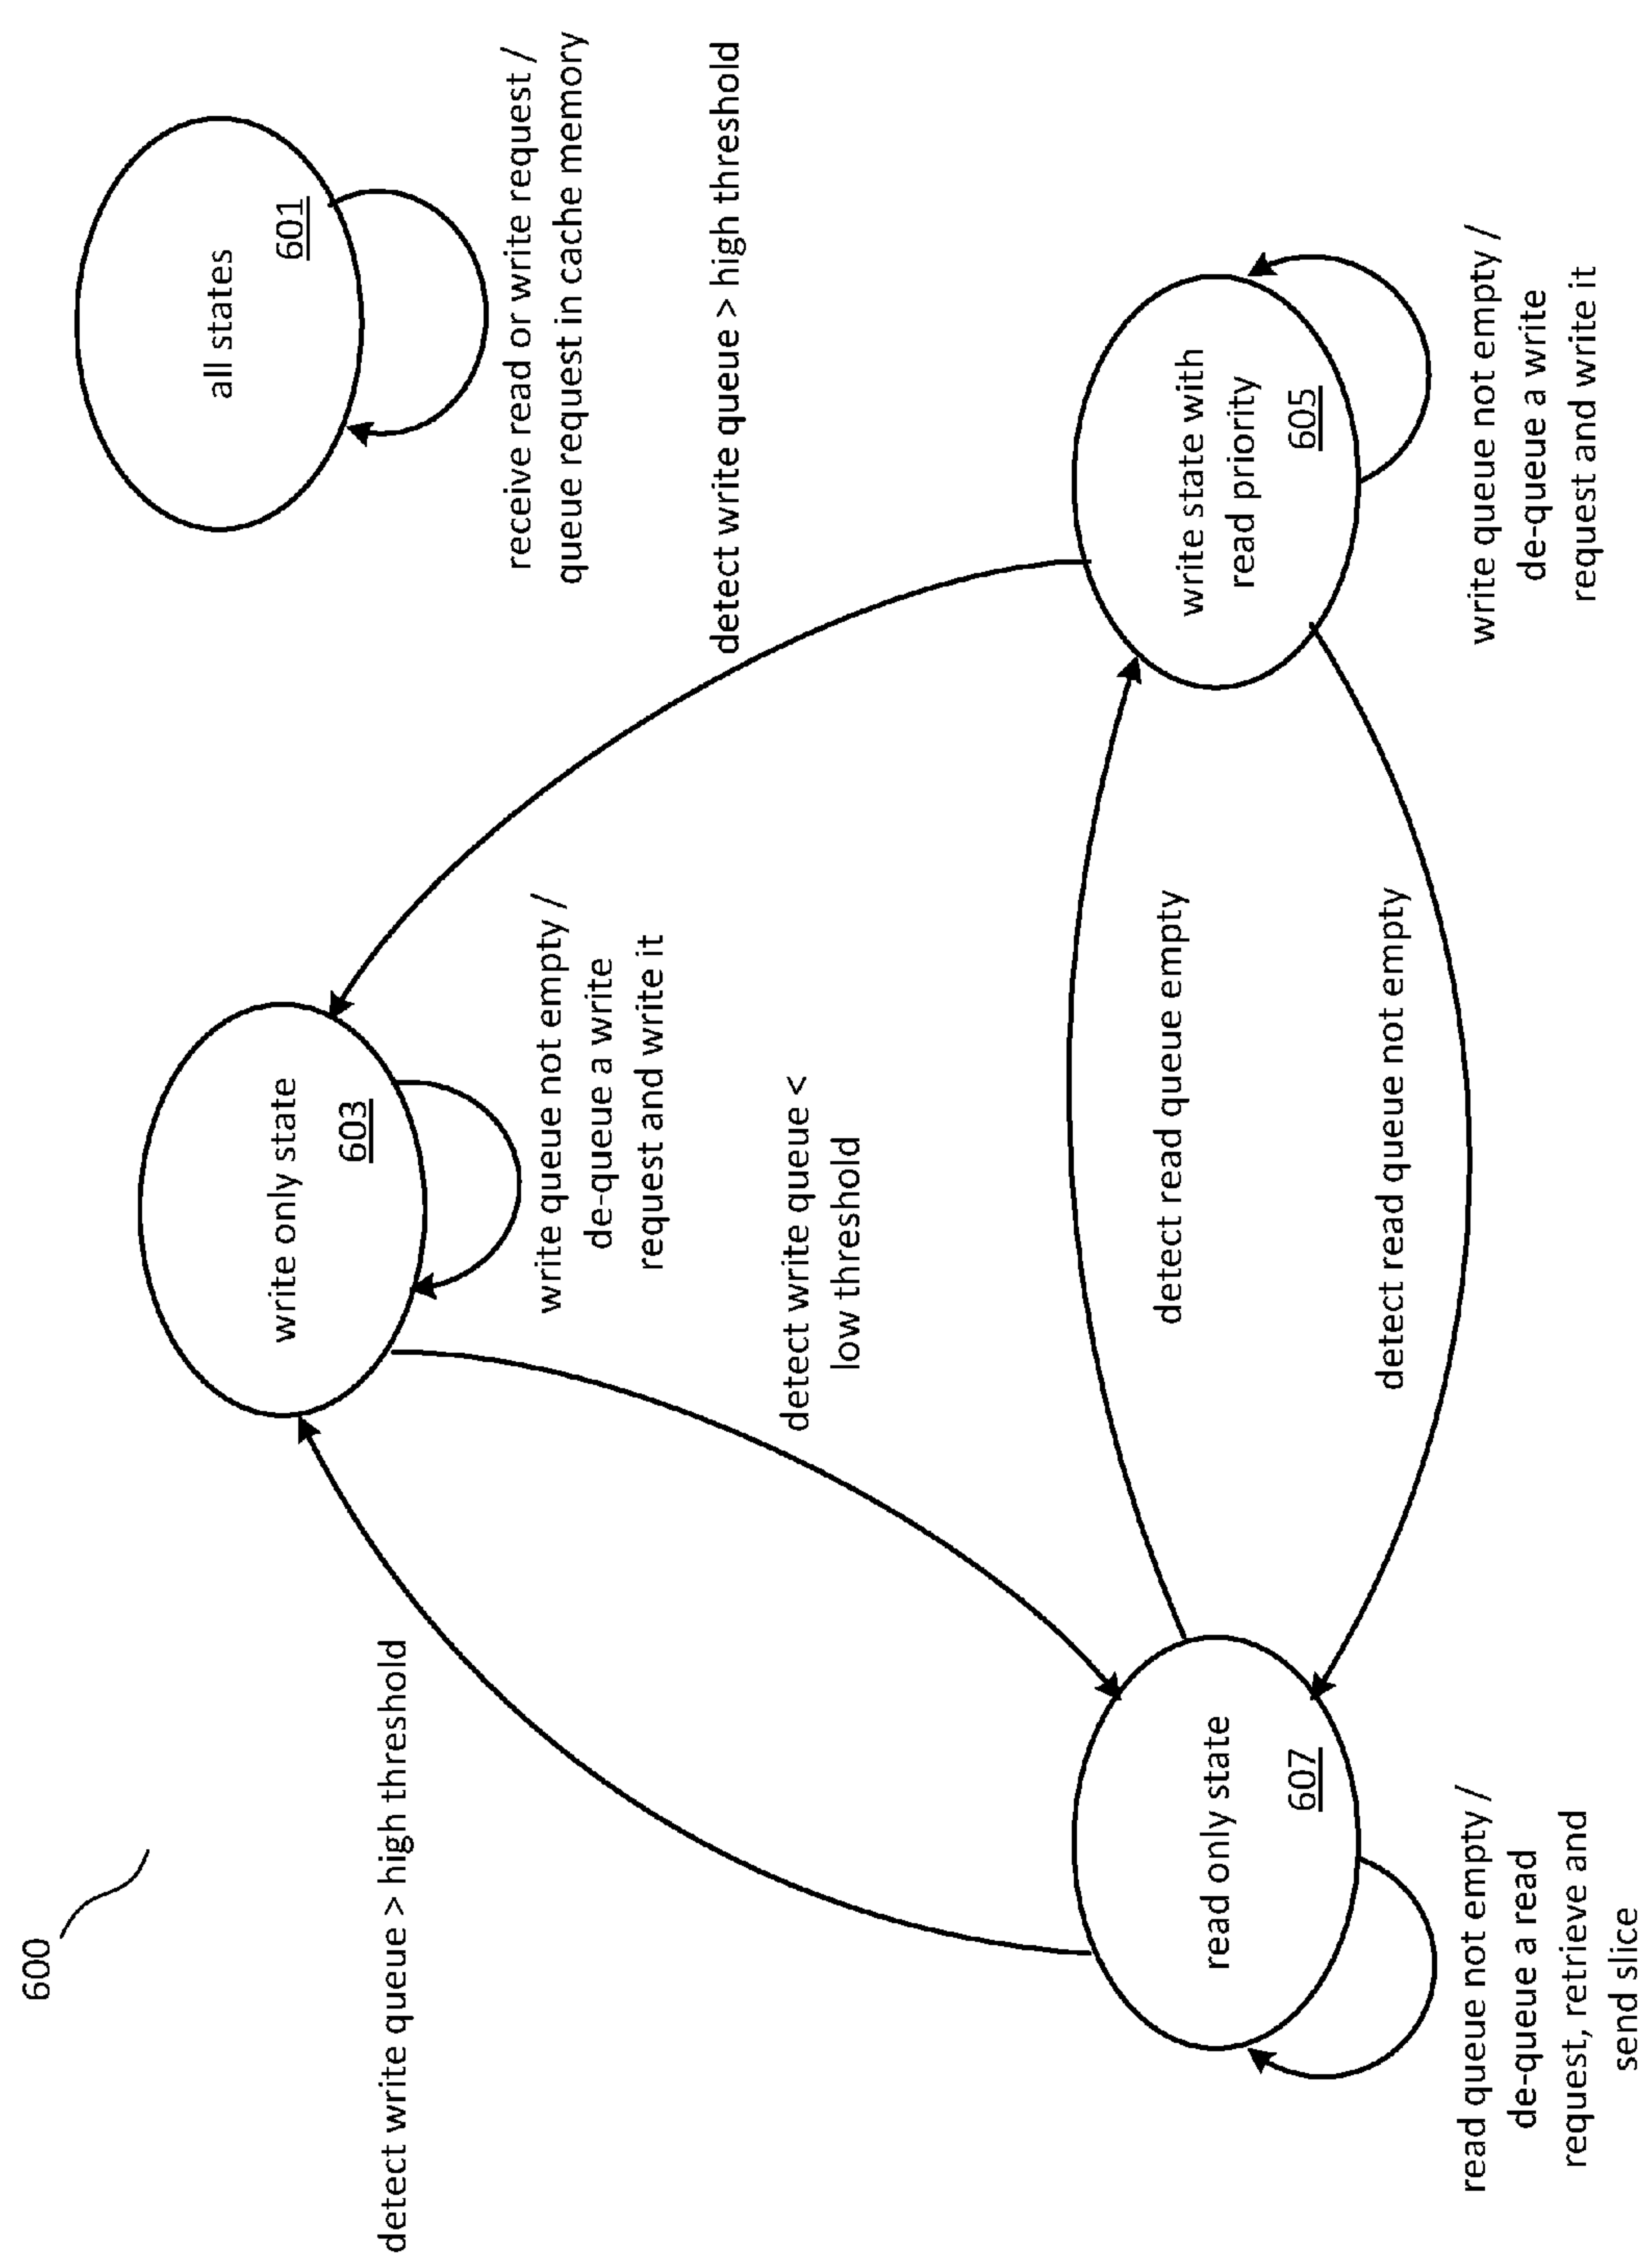 600
all states
601
receive read or write request /
queue request in cache memory
write only state
603
write queue not empty /
de-queue a write
request and write it
detect write queue > high threshold
detect write queue > high threshold
detect write queue <
low threshold
read only state
607
read queue not empty /
de-queue a read
request, retrieve and
send slice
detect read queue empty
detect read queue not empty
write state with
read priority
605
write queue not empty /
de-queue a write
request and write it